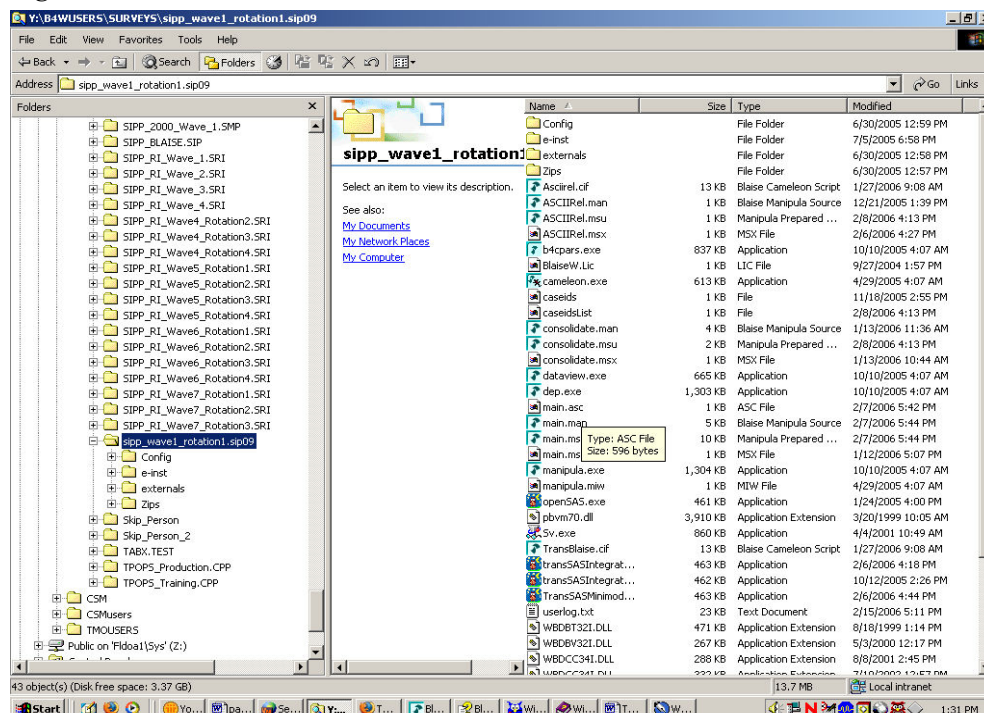 Y:\B4WUSERS\SURVEYS\sipp_wave1_rotation1.sip09
File Edit View Favorites Tools Help
Back Search Folders
Address sipp_wave1_rotation1.sip09 Go Links
Folders
SIPP_2000_Wave_1.SMP
SIPP_BLAISE.SIP
SIPP_RI_Wave_1.SRI
SIPP_RI_Wave_2.SRI
SIPP_RI_Wave_3.SRI
SIPP_RI_Wave_4.SRI
SIPP_RI_Wave4_Rotation2.SRI
SIPP_RI_Wave4_Rotation3.SRI
SIPP_RI_Wave4_Rotation4.SRI
SIPP_RI_Wave5_Rotation1.SRI
SIPP_RI_Wave5_Rotation2.SRI
SIPP_RI_Wave5_Rotation3.SRI
SIPP_RI_Wave5_Rotation4.SRI
SIPP_RI_Wave6_Rotation1.SRI
SIPP_RI_Wave6_Rotation2.SRI
SIPP_RI_Wave6_Rotation3.SRI
SIPP_RI_Wave6_Rotation4.SRI
SIPP_RI_Wave7_Rotation1.SRI
SIPP_RI_Wave7_Rotation2.SRI
SIPP_RI_Wave7_Rotation3.SRI
sipp_wave1_rotation1.sip09
Config
e-inst
externals
Zips
Skip_Person
Skip_Person_2
TABX.TEST
TPOPS_Production.CPP
TPOPS_Training.CPP
CSM
CSMusers
TMOUSERS
Public on 'Fldoa1\Sys' (Z:)
sipp_wave1_rotation1
Select an item to view its description.
See also:
My Documents
My Network Places
My Computer
Name Size Type Modified
Config File Folder 6/30/2005 12:59 PM
e-inst File Folder 7/5/2005 6:58 PM
externals File Folder 6/30/2005 12:58 PM
Zips File Folder 6/30/2005 12:57 PM
Asciirel.cif 13 KB Blaise Cameleon Script 1/27/2006 9:08 AM
ASCIIRel.man 1 KB Blaise Manipula Source 12/21/2005 1:39 PM
ASCIIRel.msu 1 KB Manipula Prepared ... 2/8/2006 4:13 PM
ASCIIRel.msx 1 KB MSX File 2/6/2006 4:27 PM
b4cpars.exe 837 KB Application 10/10/2005 4:07 AM
BlaiseW.Lic 1 KB LIC File 9/27/2004 1:57 PM
cameleon.exe 613 KB Application 4/29/2005 4:07 AM
caseids 1 KB File 11/18/2005 2:55 PM
caseidsList 1 KB File 2/8/2006 4:13 PM
consolidate.man 4 KB Blaise Manipula Source 1/13/2006 11:36 AM
consolidate.msu 2 KB Manipula Prepared ... 2/8/2006 4:13 PM
consolidate.msx 1 KB MSX File 1/13/2006 10:44 AM
dataview.exe 665 KB Application 10/10/2005 4:07 AM
dep.exe 1,303 KB Application 10/10/2005 4:07 AM
main.asc 1 KB ASC File 2/7/2006 5:42 PM
main.man 5 KB Blaise Manipula Source 2/7/2006 5:44 PM
main.ms 10 KB Manipula Prepared ... 2/7/2006 5:44 PM
main.ms 1 KB MSX File 1/12/2006 5:07 PM
Type: ASC File
Size: 596 bytes
manipula.exe 1,304 KB Application 10/10/2005 4:07 AM
manipula.miw 1 KB MIW File 4/29/2005 4:07 AM
openSAS.exe 461 KB Application 1/24/2005 4:00 PM
pbvm70.dll 3,910 KB Application Extension 3/20/1999 10:05 AM
Sv.exe 860 KB Application 4/4/2001 10:49 AM
TransBlaise.cif 13 KB Blaise Cameleon Script 1/27/2006 9:08 AM
transSASIntegrat... 463 KB Application 2/6/2006 4:18 PM
transSASIntegrat... 462 KB Application 10/12/2005 2:26 PM
TransSASMinimod... 463 KB Application 2/6/2006 4:44 PM
userlog.txt 23 KB Text Document 2/15/2006 5:11 PM
WBDBT32I.DLL 471 KB Application Extension 8/18/1999 1:14 PM
WBDBV32I.DLL 267 KB Application Extension 5/3/2000 12:17 PM
WBDCC34I.DLL 288 KB Application Extension 8/8/2001 2:45 PM
43 object(s) (Disk free space: 3.37 GB) 13.7 MB Local intranet
Start Yo... pa... Se... Y:... T... Bl... Bl... Wi... Wi... T... W... 1:31 PM